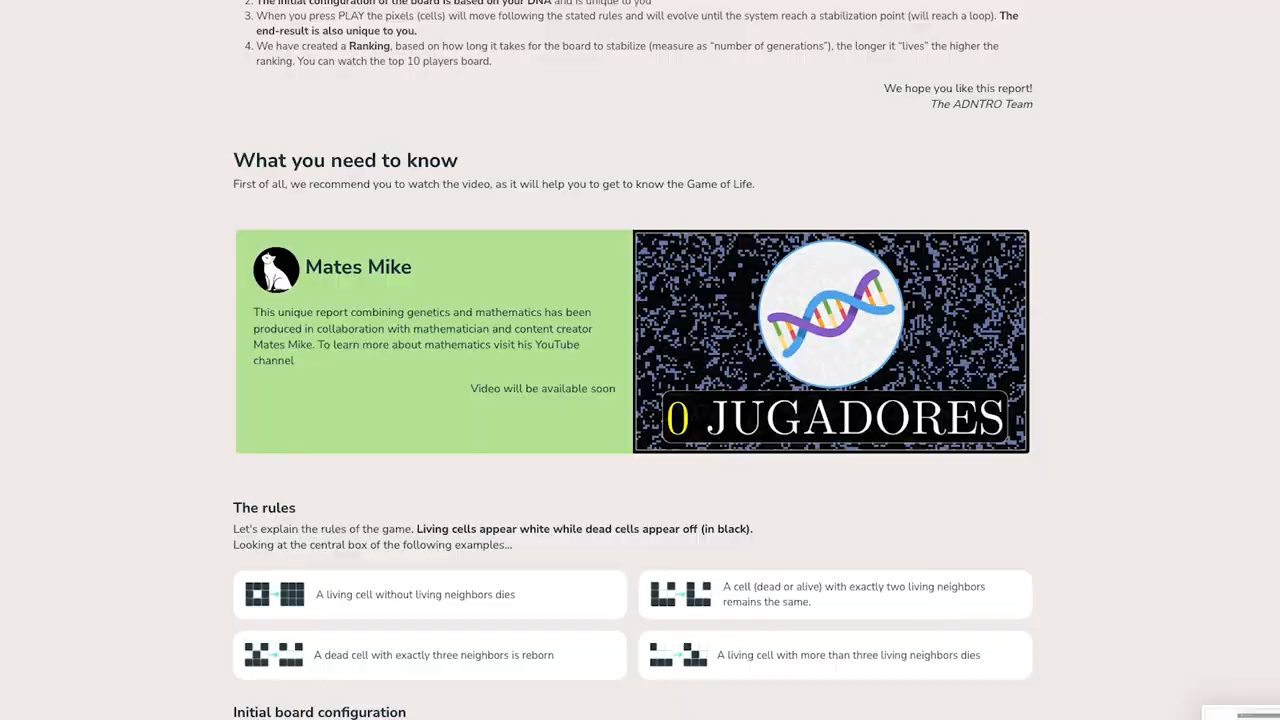 2. The initial configuration of the board is based on your DNA and is unique to you
3. When you press PLAY the pixels (cells) will move following the stated rules and will evolve until the system reach a stabilization point (will reach a loop). The
end-result is also unique to you.
4. We have created a Ranking, based on how long it takes for the board to stabilize (measure as “number of generations”), the longer it “lives” the higher the
ranking. You can watch the top 10 players board.
We hope you like this report!
The ADNTRO Team
What you need to know
First of all, we recommend you to watch the video, as it will help you to get to know the Game of Life.
Mates Mike
This unique report combining genetics and mathematics has been
produced in collaboration with mathematician and content creator
Mates Mike. To learn more about mathematics visit his YouTube
channel
Video will be available soon
0 JUGADORES
The rules
Let's explain the rules of the game. Living cells appear white while dead cells appear off (in black).
Looking at the central box of the following examples...
A living cell without living neighbors dies
A cell (dead or alive) with exactly two living neighbors
remains the same.
A dead cell with exactly three neighbors is reborn
A living cell with more than three living neighbors dies
Initial board configuration